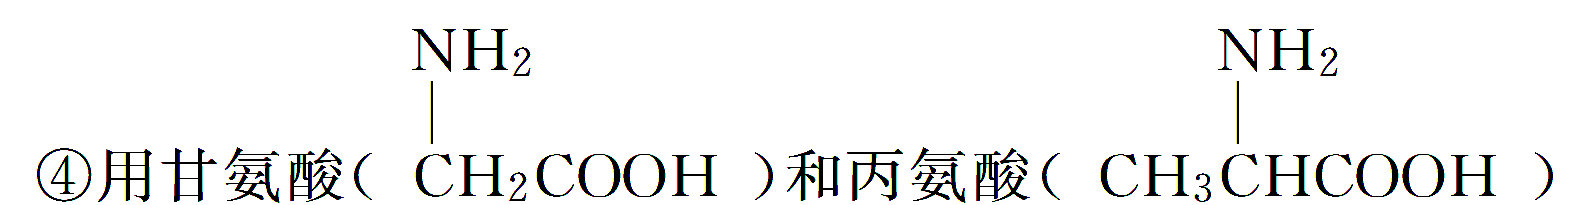 NH₂ NH₂
| |
④用甘氨酸( CH₂COOH )和丙氨酸( CH₃CHCOOH )